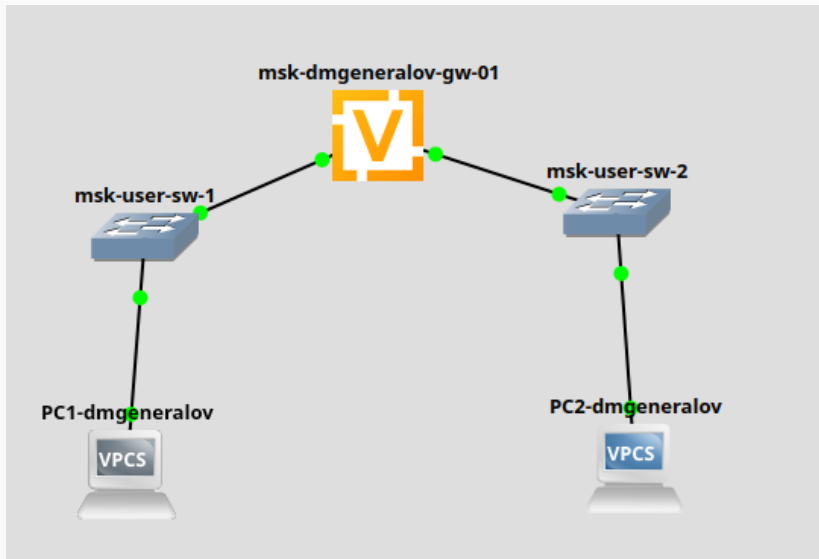 msk-dmgeneralov-gw-01
V
msk-user-sw-1
msk-user-sw-2
PC1-dmgeneralov
VPCS
PC2-dmgeneralov
VPCS